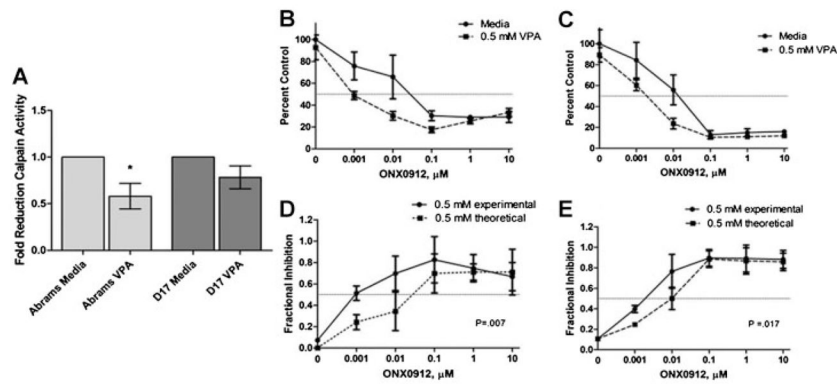 A
Fold Reduction Calpain Activity
1.5
1.0
0.5
0.0
*
Abrams Media
Abrams VPA
D17 Media
D17 VPA
B
Media
0.5 mM VPA
Percent Control
120
100
80
60
40
20
0
0 0.001 0.01 0.1 1 10
ONX0912, μM
C
Media
0.5 mM VPA
Percent Control
120
100
80
60
40
20
0
0 0.001 0.01 0.1 1 10
ONX0912, μM
D
0.5 mM experimental
0.5 mM theoretical
Fractional Inhibition
1.2
1.0
0.8
0.6
0.4
0.2
0.0
P=.007
0 0.001 0.01 0.1 1 10
ONX0912, μM
E
0.5 mM experimental
0.5 mM theoretical
Fractional Inhibition
1.2
1.0
0.8
0.6
0.4
0.2
0.0
P=.017
0 0.001 0.01 0.1 1 10
ONX0912, μM